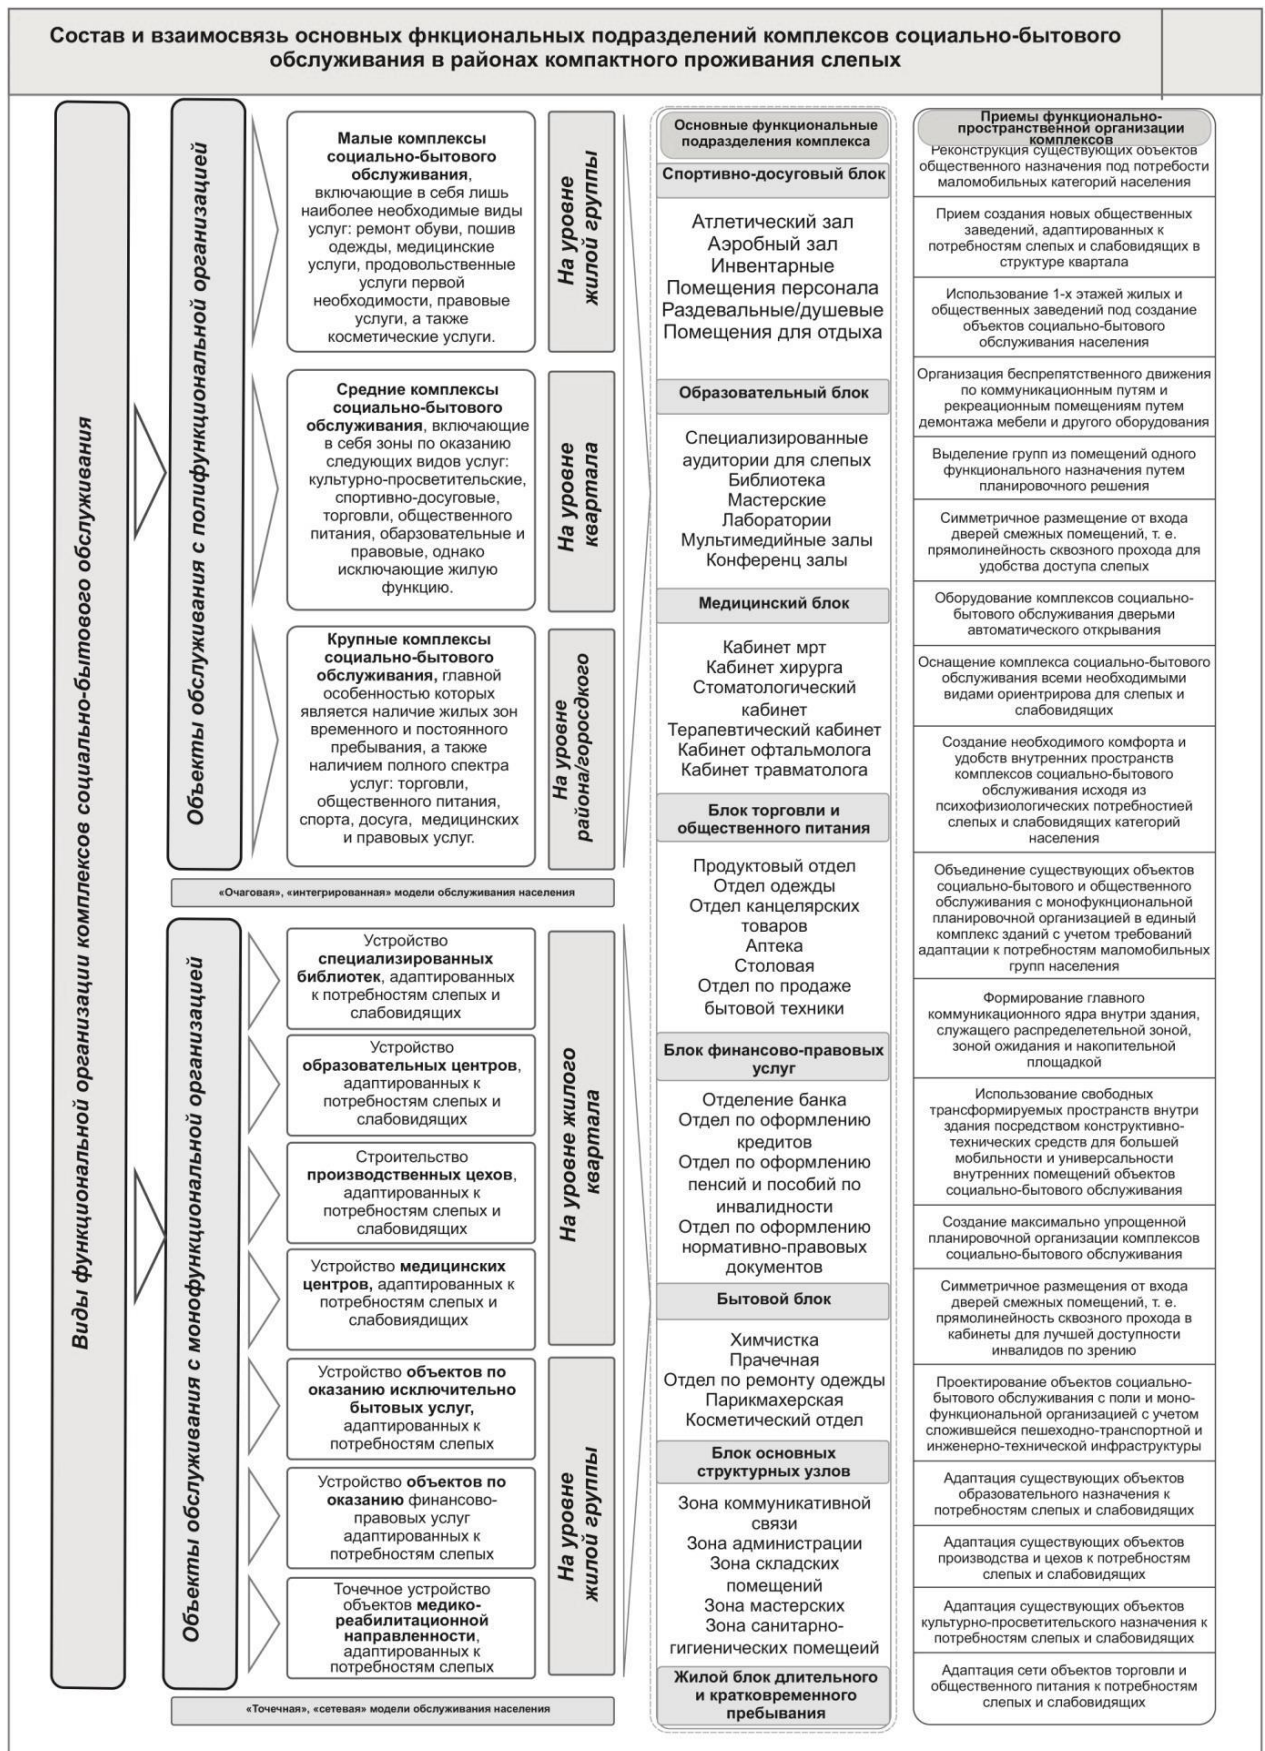 Состав и взаимосвязь основных фнкциональных подразделений комплексов социально-бытового
обслуживания в районах компактного проживания слепых
Виды функциональной организации комплексов социально-бытового обслуживания
Объекты обслуживания с полифункциональной организацией
Малые комплексы
социально-бытового
обслуживания,
включающие в себя лишь
наиболее необходимые виды
услуг: ремонт обуви, пошив
одежды, медицинские
услуги, продовольственные
услуги первой
необходимости, правовые
услуги, а также
косметические услуги.
На уровне
жилой группы
Средние комплексы
социально-бытового
обслуживания, включающие
в себя зоны по оказанию
следующих видов услуг:
культурно-просветительские,
спортивно-досуговые,
торговли, общественного
питания, обарзовательные и
правовые, однако
исключающие жилую
функцию.
На уровне
квартала
Крупные комплексы
социально-бытового
обслуживания, главной
особенностью которых
является наличие жилых зон
временного и постоянного
пребывания, а также
наличием полного спектра
услуг: торговли,
общественного питания,
спорта, досуга, медицинских
и правовых услуг.
На уровне
района/горосдкого
«Очаговая», «интегрированная» модели обслуживания населения
Объекты обслуживания с монофункциональной организацией
Устройство
специализированных
библиотек, адаптированных
к потребностям слепых и
слабовидящих
Устройство
образовательных центров,
адаптированных к
потребностям слепых и
слабовидящих
Строительство
производственных цехов,
адаптированных к
потребностям слепых и
слабовидящих
Устройство медицинских
центров, адаптированных к
потребностям слепых и
слабовиядищих
На уровне жилого
квартала
Устройство объектов по
оказанию исключительно
бытовых услуг,
адаптированных к
потребностям слепых
Устройство объектов по
оказанию финансово-
правовых услуг
адаптированных к
потребностям слепых
Точечное устройство
объектов медико-
реабилитационной
направленности,
адаптированных к
потребностям слепых
На уровне
жилой группы
«Точечная», «сетевая» модели обслуживания населения
Основные функциональные
подразделения комплекса
Спортивно-досуговый блок
Атлетический зал
Аэробный зал
Инвентарные
Помещения персонала
Раздевальные/душевые
Помещения для отдыха
Образовательный блок
Специализированные
аудитории для слепых
Библиотека
Мастерские
Лаборатории
Мультимедийные залы
Конференц залы
Медицинский блок
Кабинет мрт
Кабинет хирурга
Стоматологический
кабинет
Терапевтический кабинет
Кабинет офтальмолога
Кабинет травматолога
Блок торговли и
общественного питания
Продуктовый отдел
Отдел одежды
Отдел канцелярских
товаров
Аптека
Столовая
Отдел по продаже
бытовой техники
Блок финансово-правовых
услуг
Отделение банка
Отдел по оформлению
кредитов
Отдел по оформлению
пенсий и пособий по
инвалидности
Отдел по оформлению
нормативно-правовых
документов
Бытовой блок
Химчистка
Прачечная
Отдел по ремонту одежды
Парикмахерская
Косметический отдел
Блок основных
структурных узлов
Зона коммуникативной
связи
Зона администрации
Зона складских
помещений
Зона мастерских
Зона санитарно-
гигиенических помещеий
Жилой блок длительного
и кратковременного
пребывания
Приемы функционально-
пространственной организации
комплексов
Реконструкция существующих объектов
общественного назначения под потребости
маломобильных категорий населения
Прием создания новых общественных
заведений, адаптированных к
потребностям слепых и слабовидящих в
структуре квартала
Использование 1-х этажей жилых и
общественных заведений под создание
объектов социально-бытового
обслуживания населения
Организация беспрепятственного движения
по коммуникационным путям и
рекреационным помещениям путем
демонтажа мебели и другого оборудования
Выделение групп из помещений одного
функционального назначения путем
планировочного решения
Симметричное размещение от входа
дверей смежных помещений, т. е.
прямолинейность сквозного прохода для
удобства доступа слепых
Оборудование комплексов социально-
бытового обслуживания дверьми
автоматического открывания
Оснащение комплекса социально-бытового
обслуживания всеми необходимыми
видами ориентирова для слепых и
слабовидящих
Создание необходимого комфорта и
удобств внутренних пространств
комплексов социально-бытового
обслуживания исходя из
психофизиологических потребностией
слепых и слабовидящих категорий
населения
Объединение существующих объектов
социально-бытового и общественного
обслуживания с монофукнциональной
планировочной организацией в единый
комплекс зданий с учетом требований
адаптации к потребностям маломобильных
групп населения
Формирование главного
коммуникационного ядра внутри здания,
служащего распределетельной зоной,
зоной ожидания и накопительной
площадкой
Использование свободных
трансформируемых пространств внутри
здания посредством конструктивно-
технических средств для большей
мобильности и универсальности
внутренних помещений объектов
социально-бытового обслуживания
Создание максимально упрощенной
планировочной организации комплексов
социально-бытового обслуживания
Симметричное размещения от входа
дверей смежных помещений, т. е.
прямолинейность сквозного прохода в
кабинеты для лучшей доступности
инвалидов по зрению
Проектирование объектов социально-
бытового обслуживания с поли и моно-
функциональной организацией с учетом
сложившейся пешеходно-транспортной и
инженерно-технической инфраструктуры
Адаптация существующих объектов
образовательного назначения к
потребностям слепых и слабовидящих
Адаптация существующих объектов
производства и цехов к потребностям
слепых и слабовидящих
Адаптация существующих объектов
культурно-просветительского назначения к
потребностям слепых и слабовидящих
Адаптация сети объектов торговли и
общественного питания к потребностям
слепых и слабовидящих